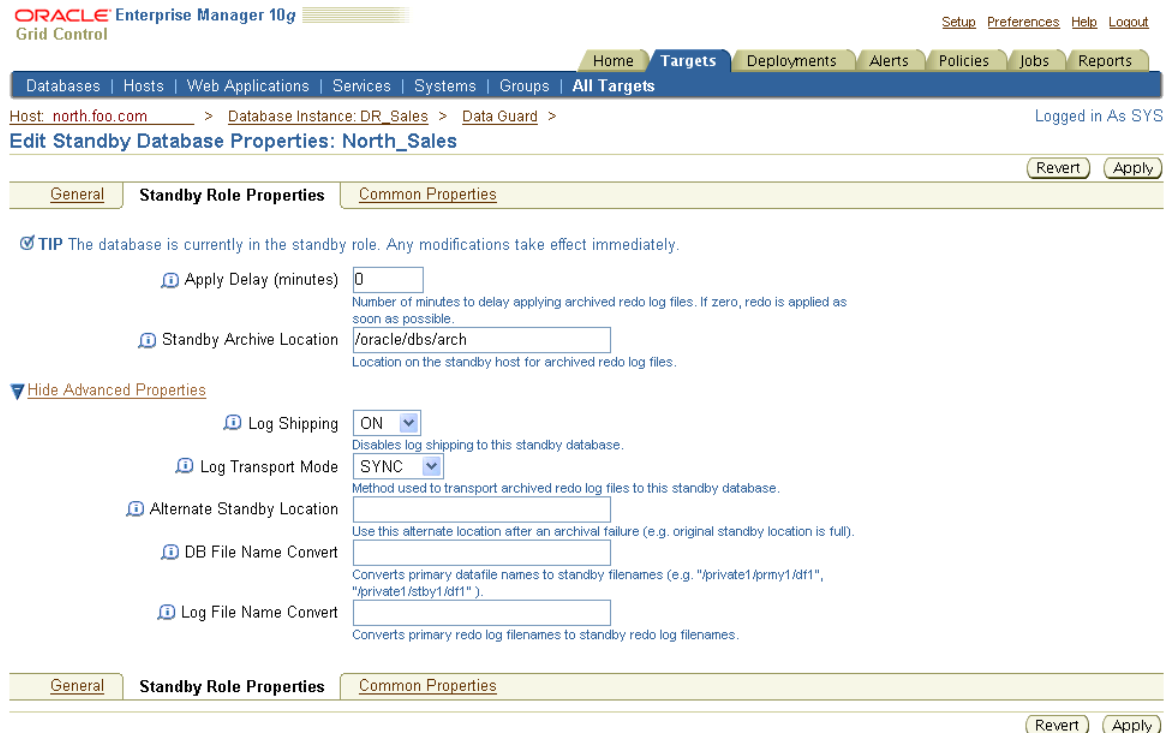 ORACLE Enterprise Manager 10g
Grid Control
Setup Preferences Help Logout
Home Targets Deployments Alerts Policies Jobs Reports
Databases | Hosts | Web Applications | Services | Systems | Groups | All Targets
Host: north.foo.com > Database Instance: DR_Sales > Data Guard >
Logged in As SYS
Edit Standby Database Properties: North_Sales
Revert Apply
General Standby Role Properties Common Properties
TIP The database is currently in the standby role. Any modifications take effect immediately.
Apply Delay (minutes) 0
Number of minutes to delay applying archived redo log files. If zero, redo is applied as
soon as possible.
Standby Archive Location /oracle/dbs/arch
Location on the standby host for archived redo log files.
Hide Advanced Properties
Log Shipping ON
Disables log shipping to this standby database.
Log Transport Mode SYNC
Method used to transport archived redo log files to this standby database.
Alternate Standby Location
Use this alternate location after an archival failure (e.g. original standby location is full).
DB File Name Convert
Converts primary datafile names to standby filenames (e.g. "/private1/prmy1/df1",
"/private1/stby1/df1" ).
Log File Name Convert
Converts primary redo log filenames to standby redo log filenames.
General Standby Role Properties Common Properties
Revert Apply